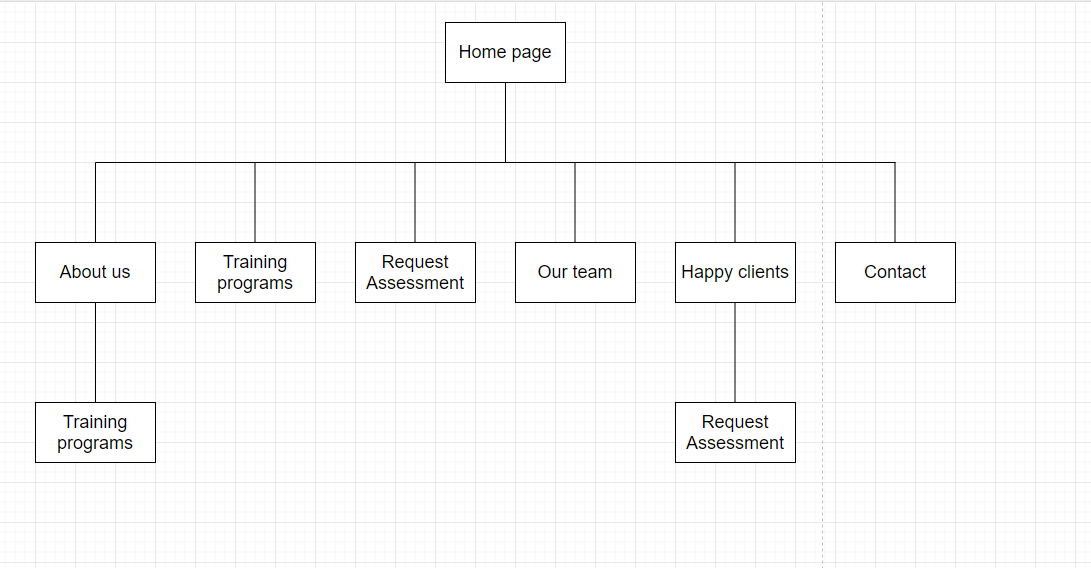 Home page
About us
Training
programs
Request
Assessment
Our team
Happy clients
Contact
Training
programs
Request
Assessment